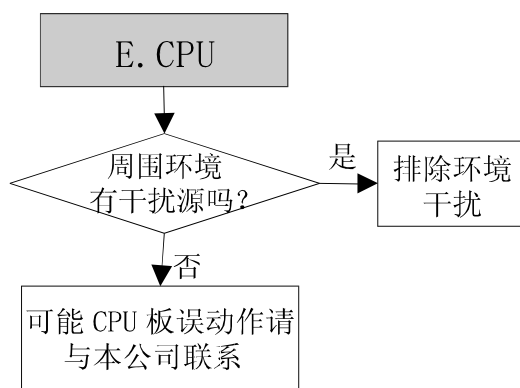 E. CPU
周围环境
有干扰源吗?
是
排除环境
干扰
否
可能 CPU 板误动作请
与本公司联系